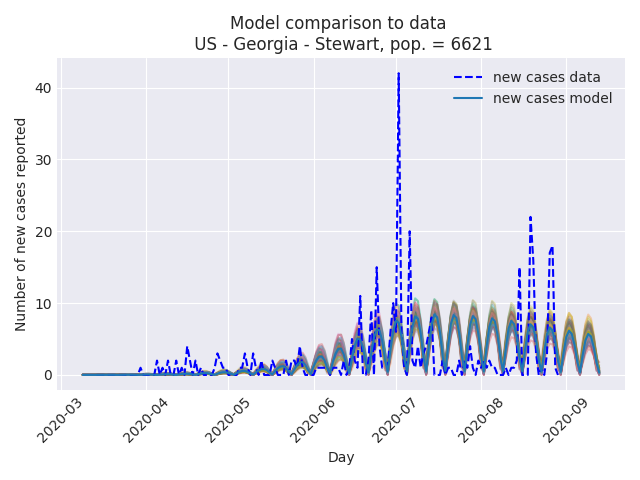 Model comparison to data
US - Georgia - Stewart, pop. = 6621
new cases data
new cases model
Number of new cases reported
40
30
20
10
0
2020-03
2020-04
2020-05
2020-06
2020-07
2020-08
2020-09
Day